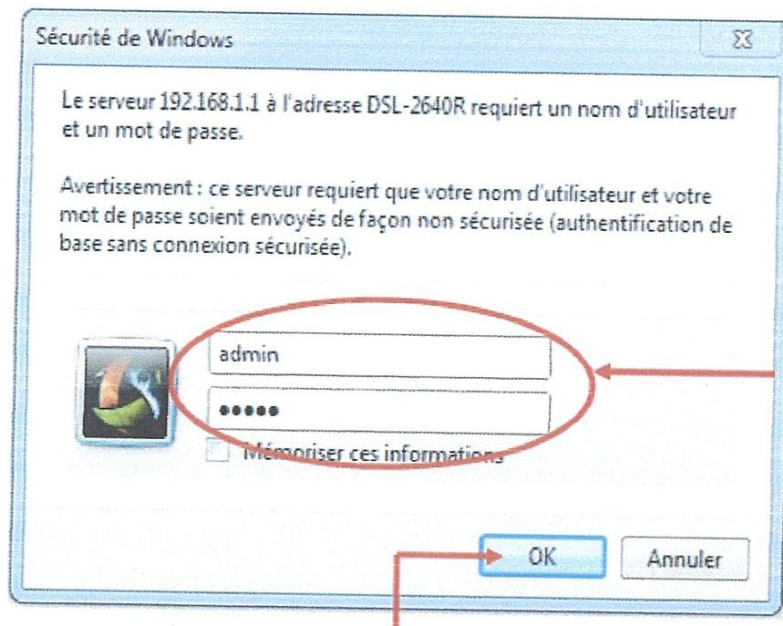 Sécurité de Windows
Le serveur 192.168.1.1 à l'adresse DSL-2640R requiert un nom d'utilisateur
et un mot de passe.
Avertissement : ce serveur requiert que votre nom d'utilisateur et votre
mot de passe soient envoyés de façon non sécurisée (authentification de
base sans connexion sécurisée).
admin
•••••
Mémoriser ces informations
OK
Annuler